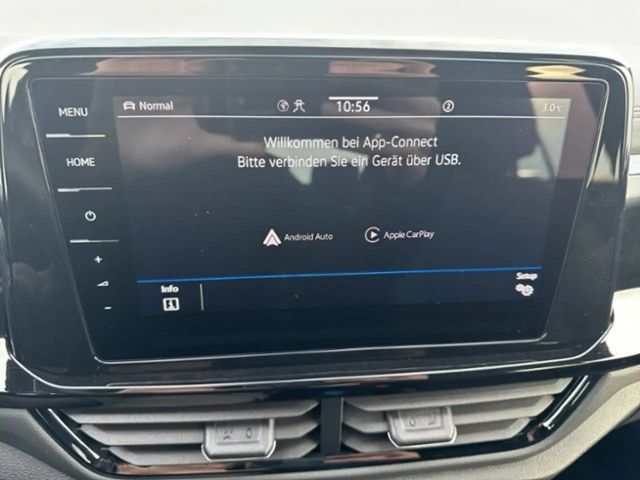 MENU
Normal
10:56
3.0°C
HOME
Willkommen bei App-Connect
Bitte verbinden Sie ein Gerät über USB.
Android Auto
Apple CarPlay
+
-
Info
Setup